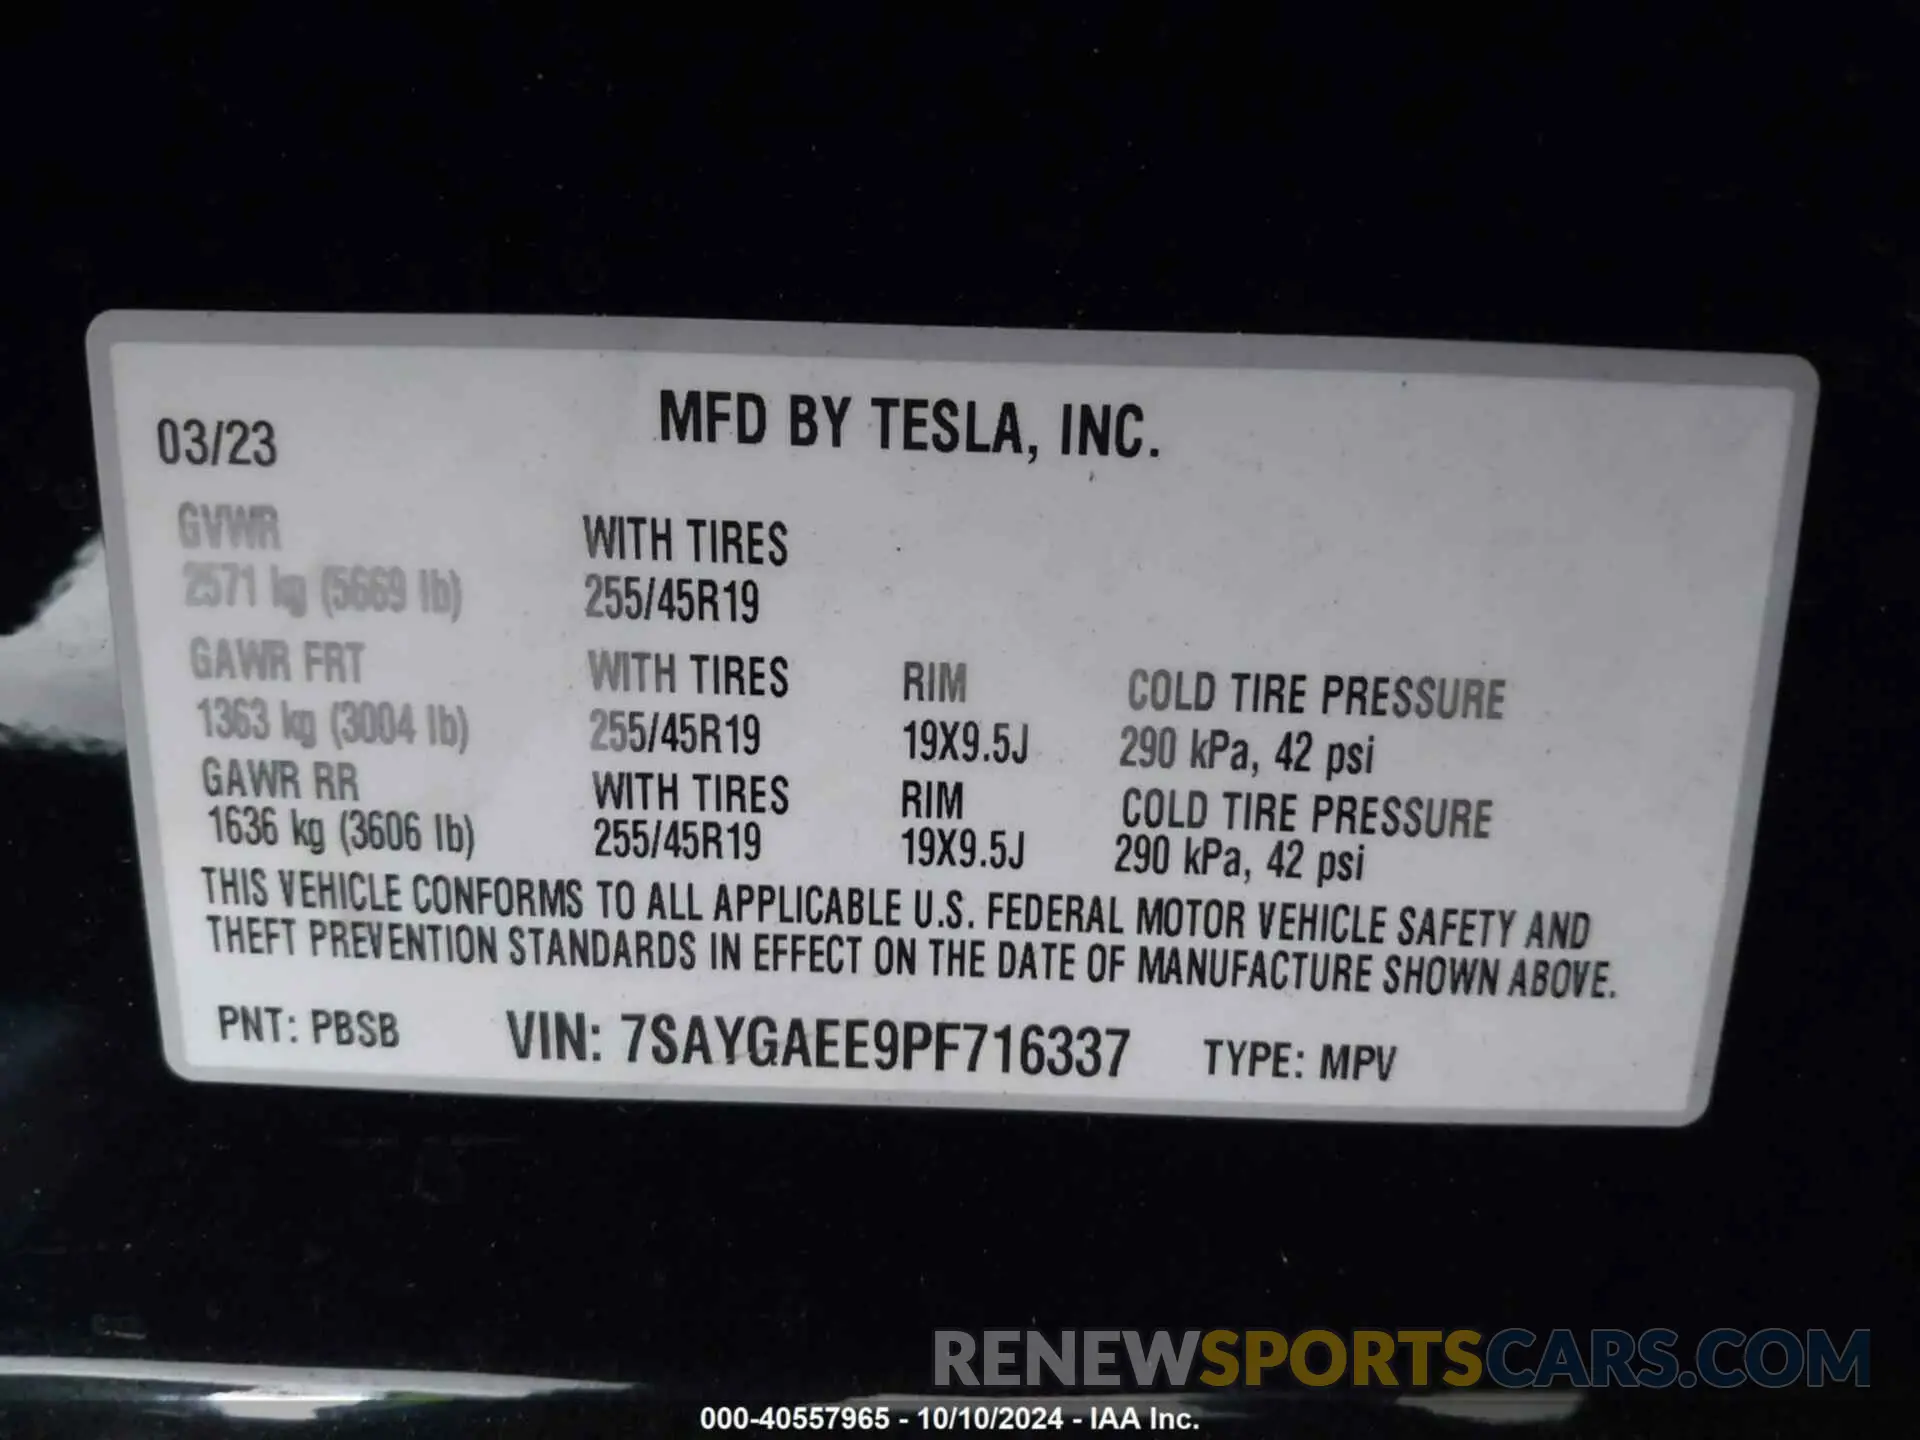 03/23 MFD BY TESLA, INC.
GVWR WITH TIRES
2571 kg (5669 lb) 255/45R19
GAWR FRT WITH TIRES RIM COLD TIRE PRESSURE
1363 kg (3004 lb) 255/45R19 19X9.5J 290 kPa, 42 psi
GAWR RR WITH TIRES RIM COLD TIRE PRESSURE
1636 kg (3606 lb) 255/45R19 19X9.5J 290 kPa, 42 psi
THIS VEHICLE CONFORMS TO ALL APPLICABLE U.S. FEDERAL MOTOR VEHICLE SAFETY AND
THEFT PREVENTION STANDARDS IN EFFECT ON THE DATE OF MANUFACTURE SHOWN ABOVE.
PNT: PBSB VIN: 7SAYGAEE9PF716337 TYPE: MPV
RENEWSPORTSCARS.COM
000-40557965 - 10/10/2024 - IAA Inc.